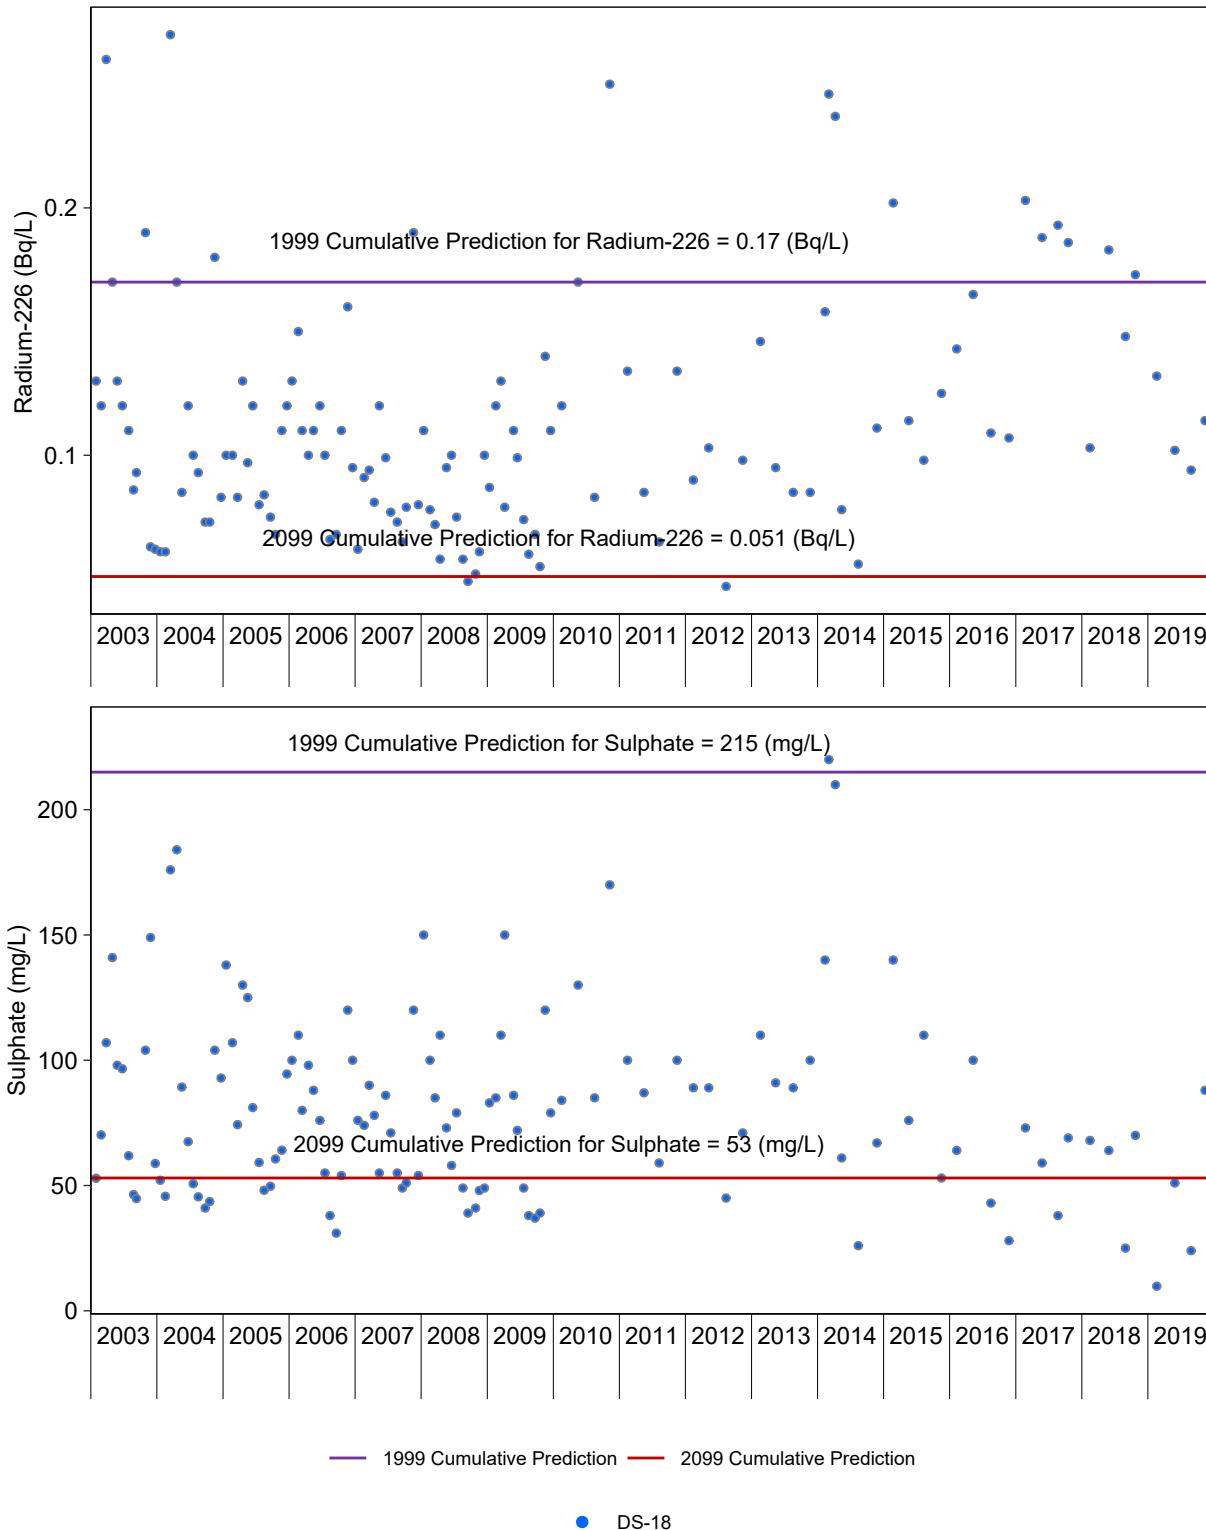 Radium-226 (Bq/L)
0.2
0.1
1999 Cumulative Prediction for Radium-226 = 0.17 (Bq/L)
2099 Cumulative Prediction for Radium-226 = 0.051 (Bq/L)
2003 2004 2005 2006 2007 2008 2009 2010 2011 2012 2013 2014 2015 2016 2017 2018 2019
Sulphate (mg/L)
200
150
100
50
0
1999 Cumulative Prediction for Sulphate = 215 (mg/L)
2099 Cumulative Prediction for Sulphate = 53 (mg/L)
2003 2004 2005 2006 2007 2008 2009 2010 2011 2012 2013 2014 2015 2016 2017 2018 2019
1999 Cumulative Prediction 2099 Cumulative Prediction
DS-18